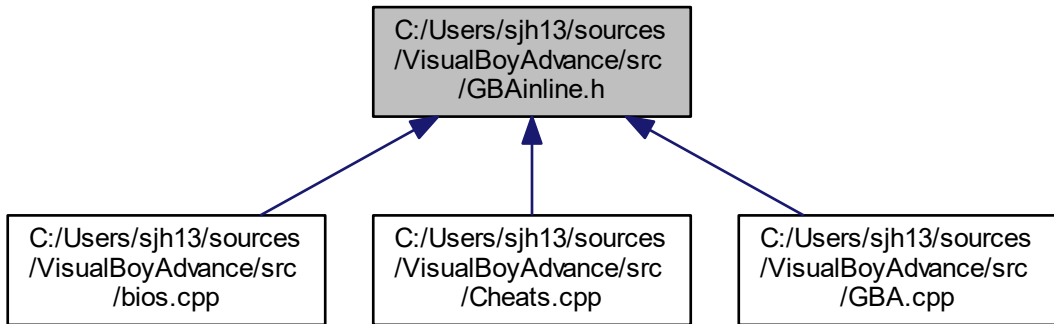 C:/Users/sjh13/sources
/VisualBoyAdvance/src
/GBAinline.h
C:/Users/sjh13/sources
/VisualBoyAdvance/src
/bios.cpp
C:/Users/sjh13/sources
/VisualBoyAdvance/src
/Cheats.cpp
C:/Users/sjh13/sources
/VisualBoyAdvance/src
/GBA.cpp